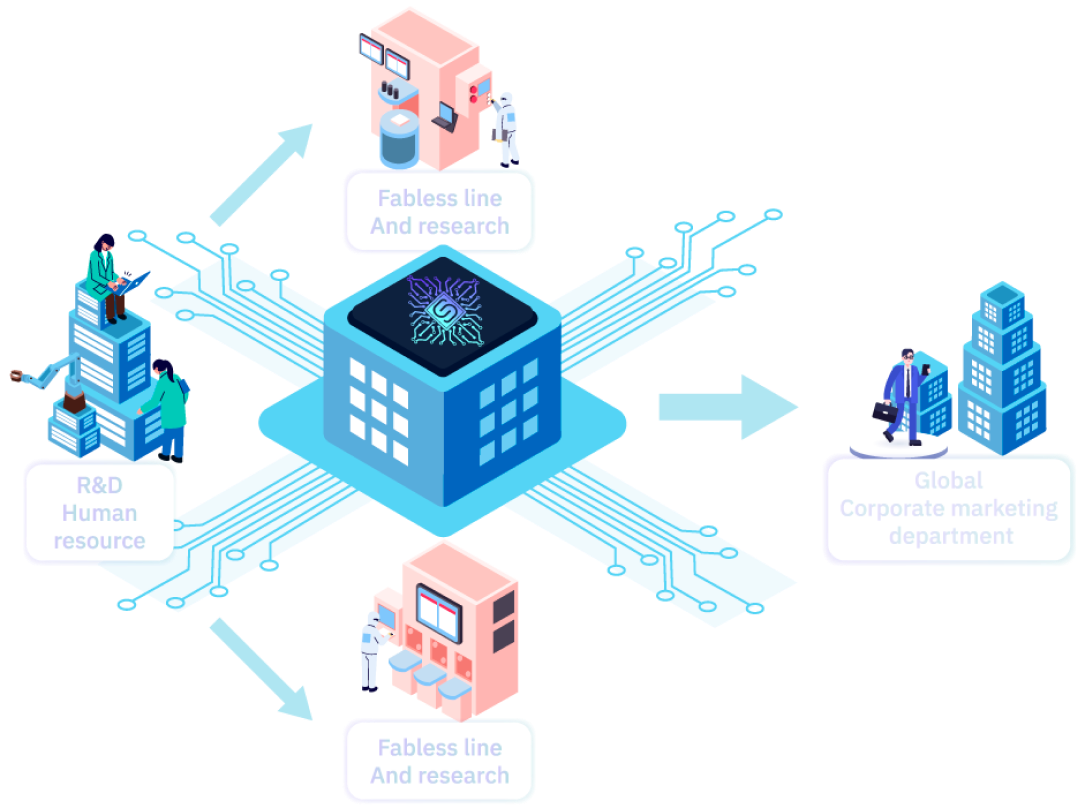 Fabless line
And research
R&D
Human
resource
Global
Corporate marketing
department
Fabless line
And research